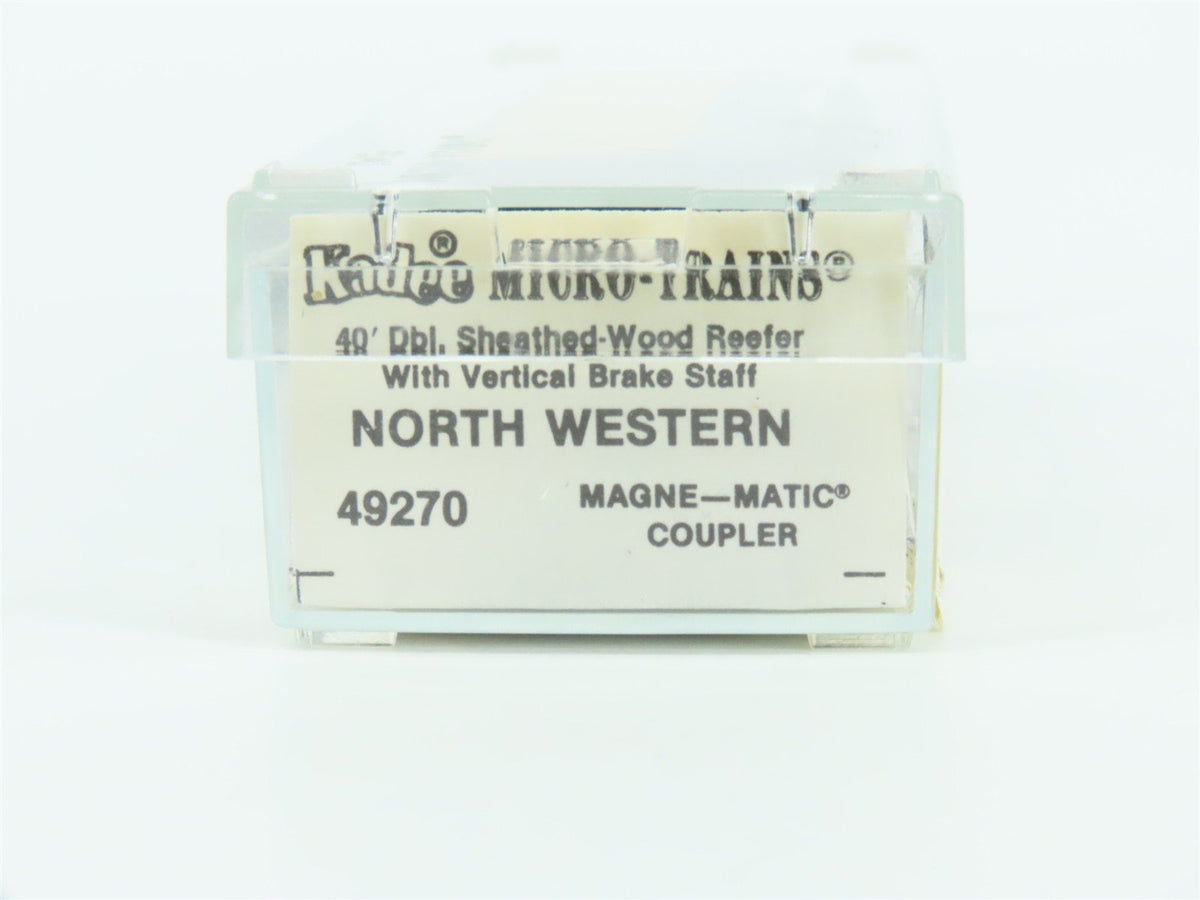 Kadee® MICRO-TRAINS®
40' Dbl. Sheathed-Wood Reefer
With Vertical Brake Staff
NORTH WESTERN
49270
MAGNE—MATIC®
COUPLER